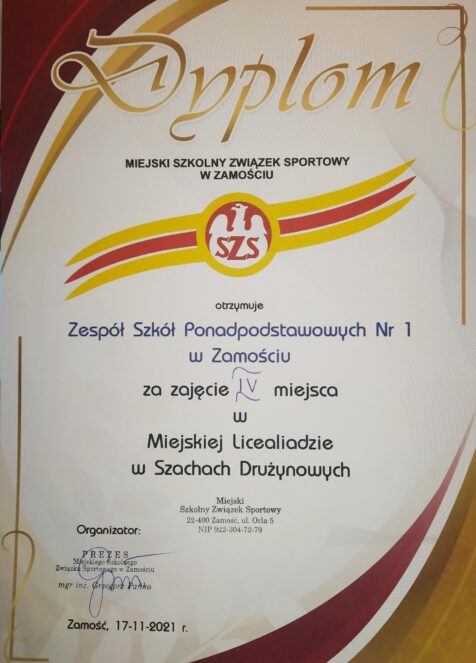 Dyplom
MIEJSKI SZKOLNY ZWIĄZEK SPORTOWY
W ZAMOŚCIU
SZS
otrzymuje
Zespół Szkół Ponadpodstawowych Nr 1
w Zamościu
za zajęcie IV miejsca
w
Miejskiej Licealiadzie
w Szachach Drużynowych
Miejski
Szkolny Związek Sportowy
22-400 Zamość, ul. Orla 5
NIP 922-304-72-79
Organizator:
PREZES
Miejskiego Szkolnego
Związku Sportowego w Zamościu
mgr inż. Grzegorz Pańko
Zamość, 17-11-2021 r.